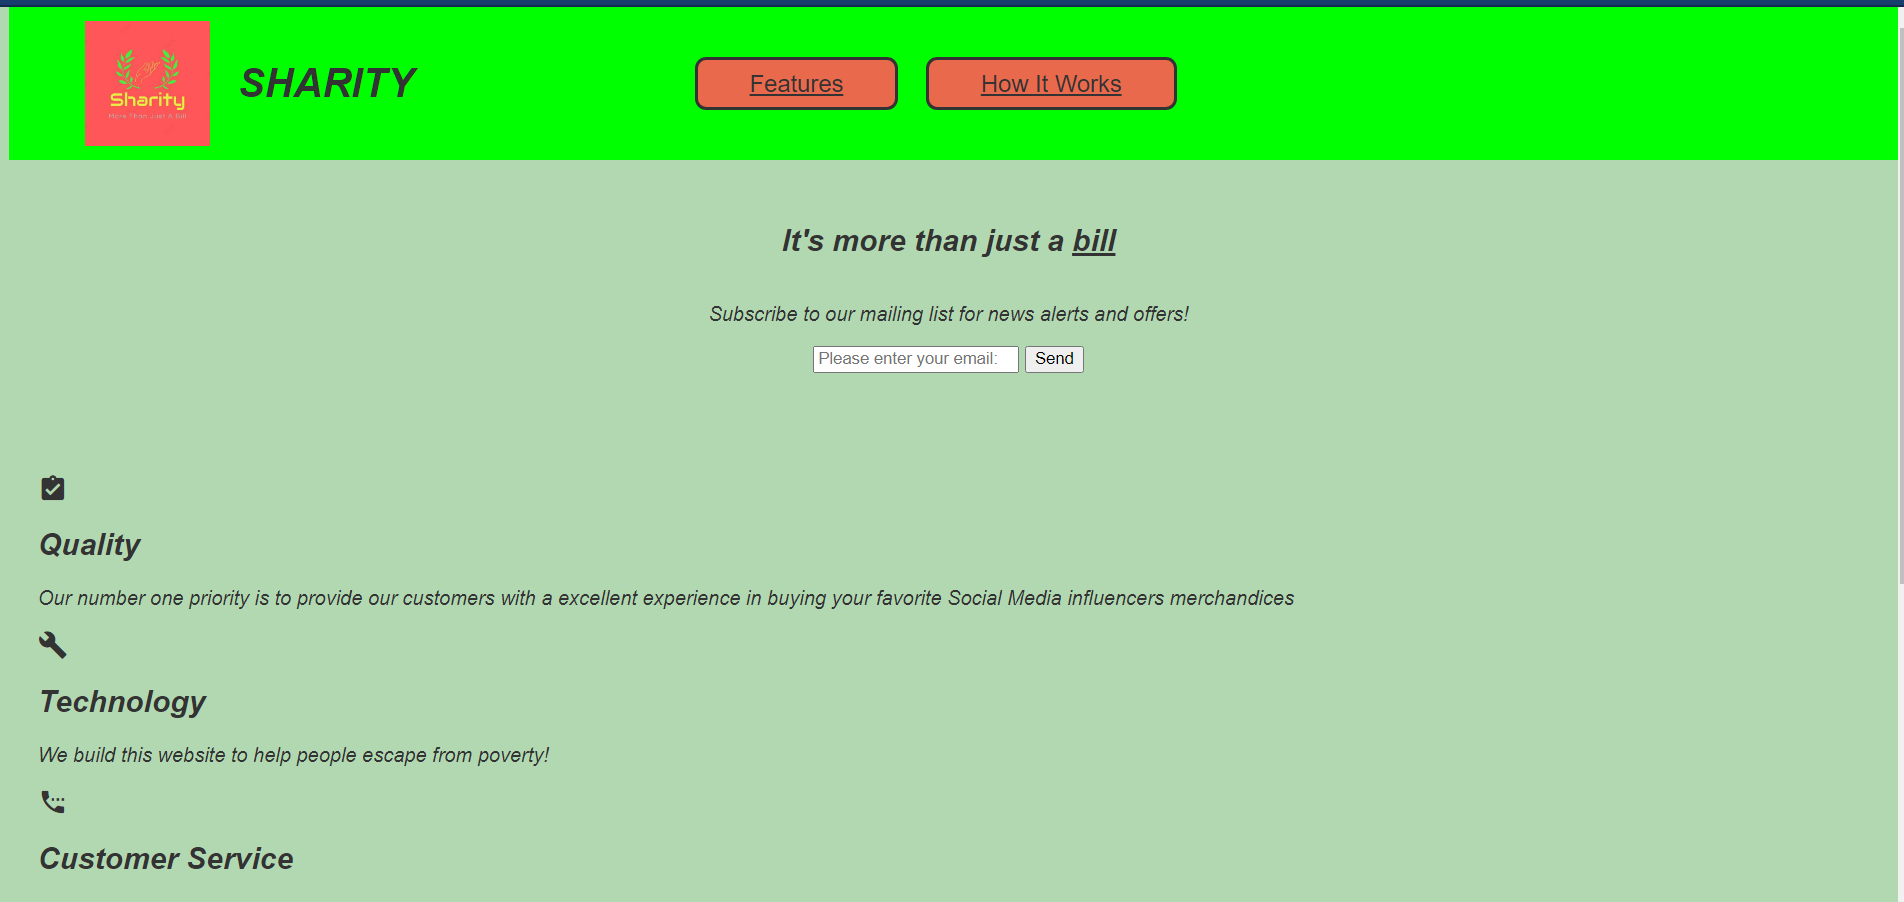 Sharity
More Than Just A Bill
SHARITY
Features
How It Works
It's more than just a bill
Subscribe to our mailing list for news alerts and offers!
Please enter your email:
Send
Quality
Our number one priority is to provide our customers with a excellent experience in buying your favorite Social Media influencers merchandices
Technology
We build this website to help people escape from poverty!
Customer Service